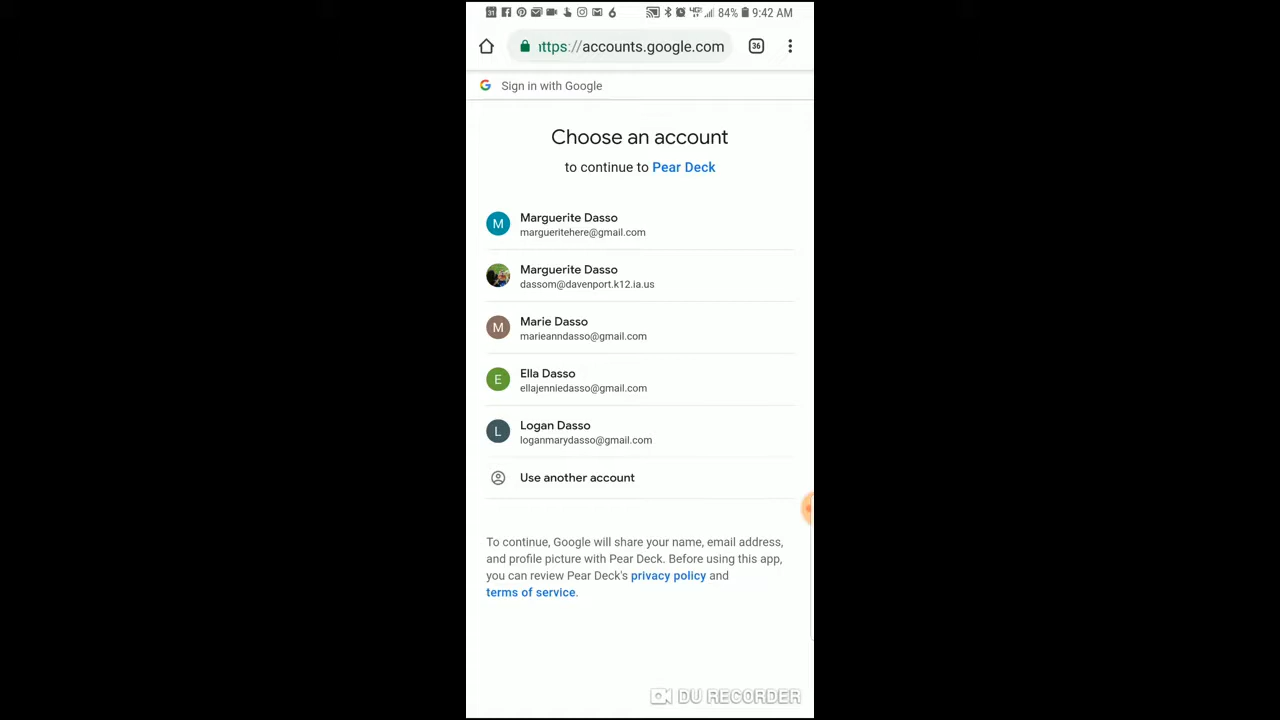 31 84% 9:42 AM
ttps://accounts.google.com 36
Sign in with Google
Choose an account
to continue to Pear Deck
M Marguerite Dasso
margueritehere@gmail.com
Marguerite Dasso
dassom@davenport.k12.ia.us
M Marie Dasso
marieanndasso@gmail.com
E Ella Dasso
ellajenniedasso@gmail.com
L Logan Dasso
loganmarydasso@gmail.com
Use another account
To continue, Google will share your name, email address,
and profile picture with Pear Deck. Before using this app,
you can review Pear Deck's privacy policy and
terms of service.
DU RECORDER